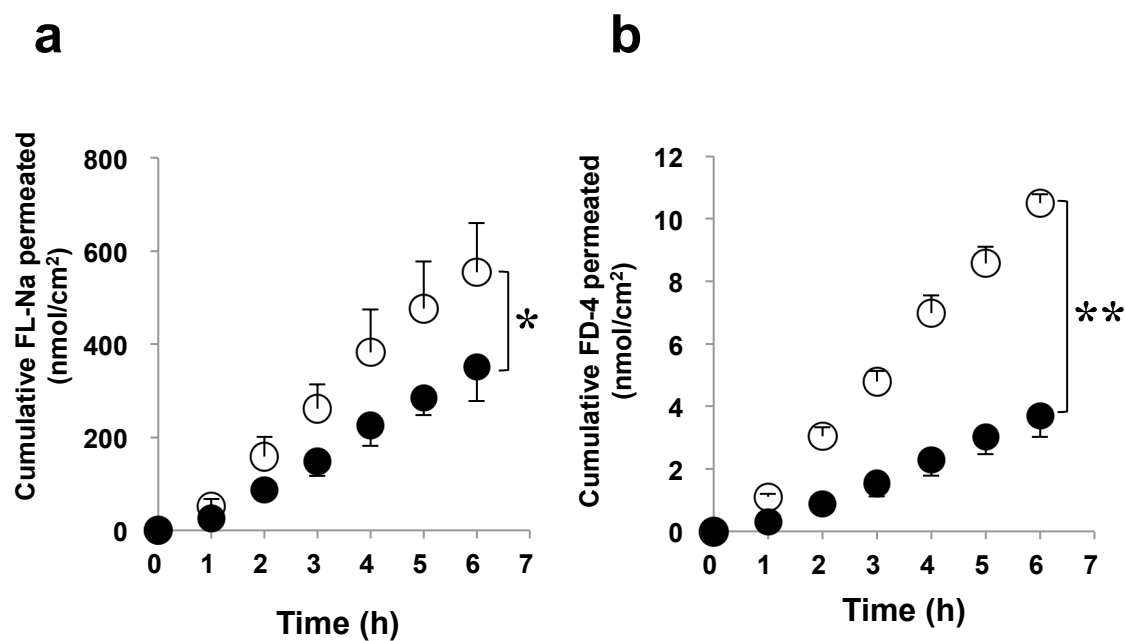 a
Cumulative FL-Na permeated
(nmol/cm²)
800
600
400
200
0
0 1 2 3 4 5 6 7
Time (h)
*
b
Cumulative FD-4 permeated
(nmol/cm²)
12
10
8
6
4
2
0
0 1 2 3 4 5 6 7
Time (h)
**